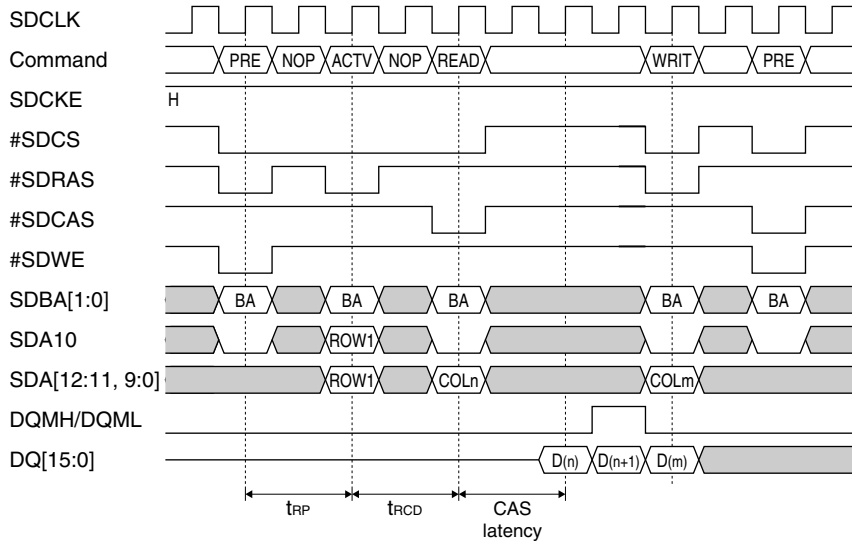 SDCLK
Command PRE NOP ACTV NOP READ WRIT PRE
SDCKE H
#SDCS
#SDRAS
#SDCAS
#SDWE
SDBA[1:0] BA BA BA BA BA
SDA10 ROW1
SDA[12:11, 9:0] ROW1 COLn COLm
DQMH/DQML
DQ[15:0] D(n) D(n+1) D(m)
tRP tRCD CAS
latency